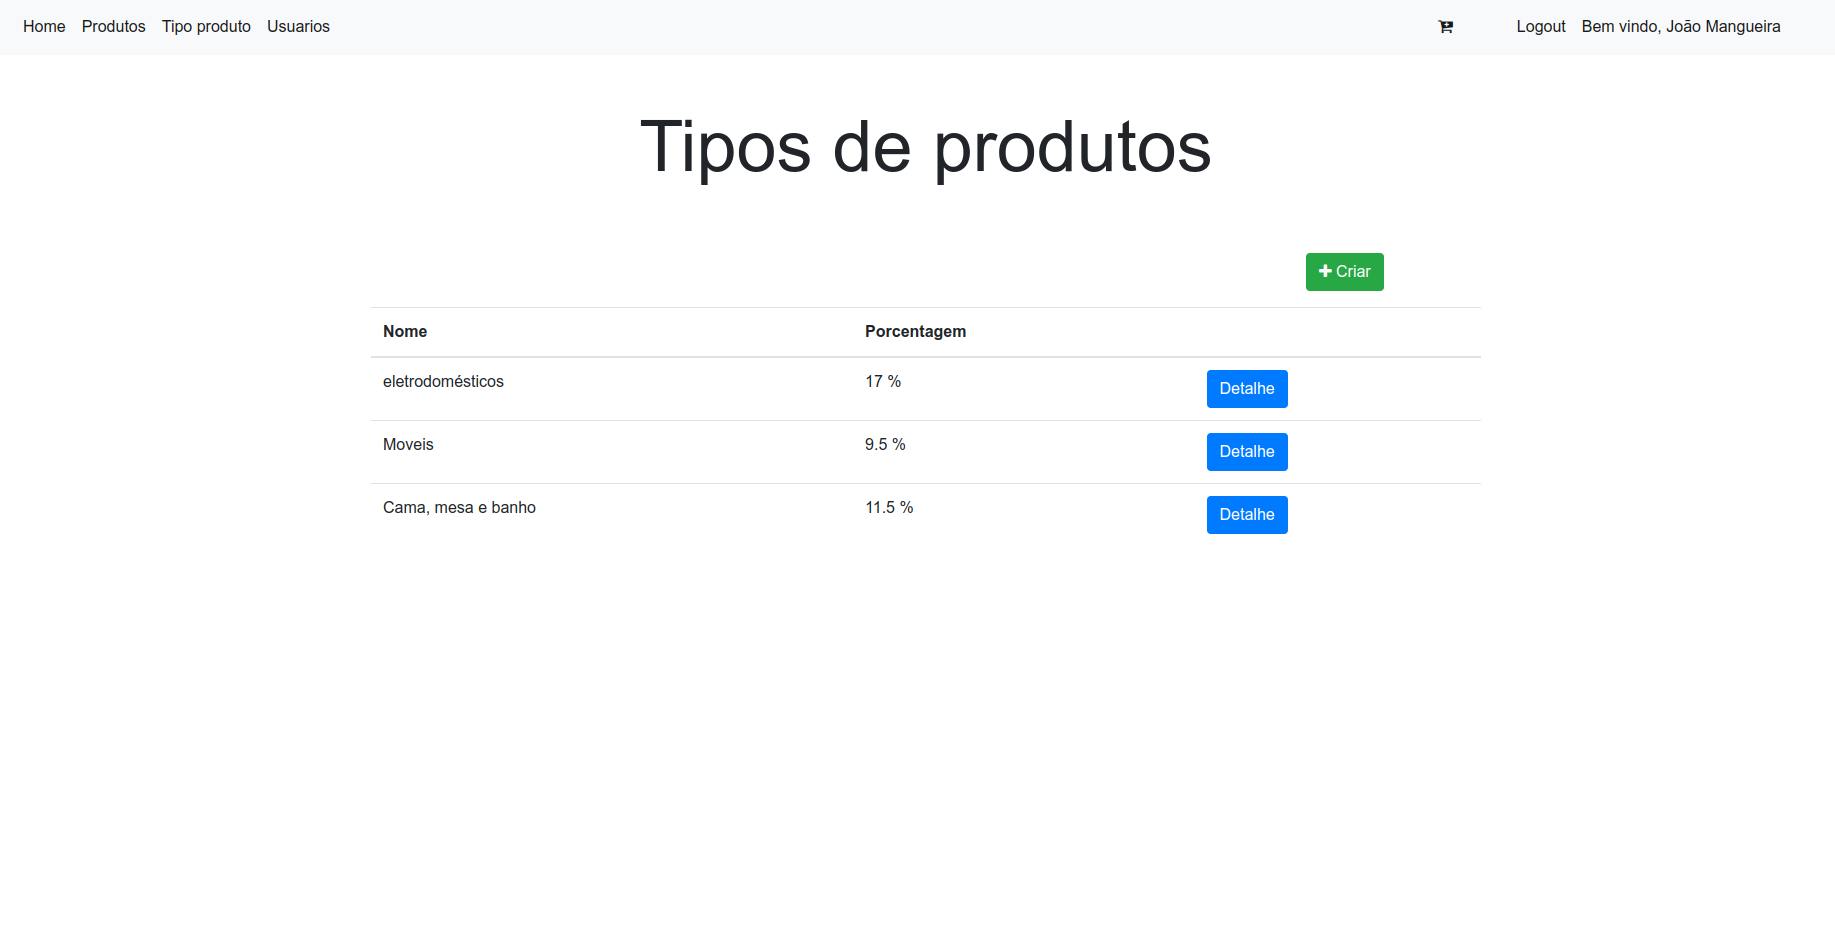 Home Produtos Tipo produto Usuarios Logout Bem vindo, João Mangueira
Tipos de produtos
Criar
Nome Porcentagem
eletrodomésticos 17 % Detalhe
Moveis 9.5 % Detalhe
Cama, mesa e banho 11.5 % Detalhe